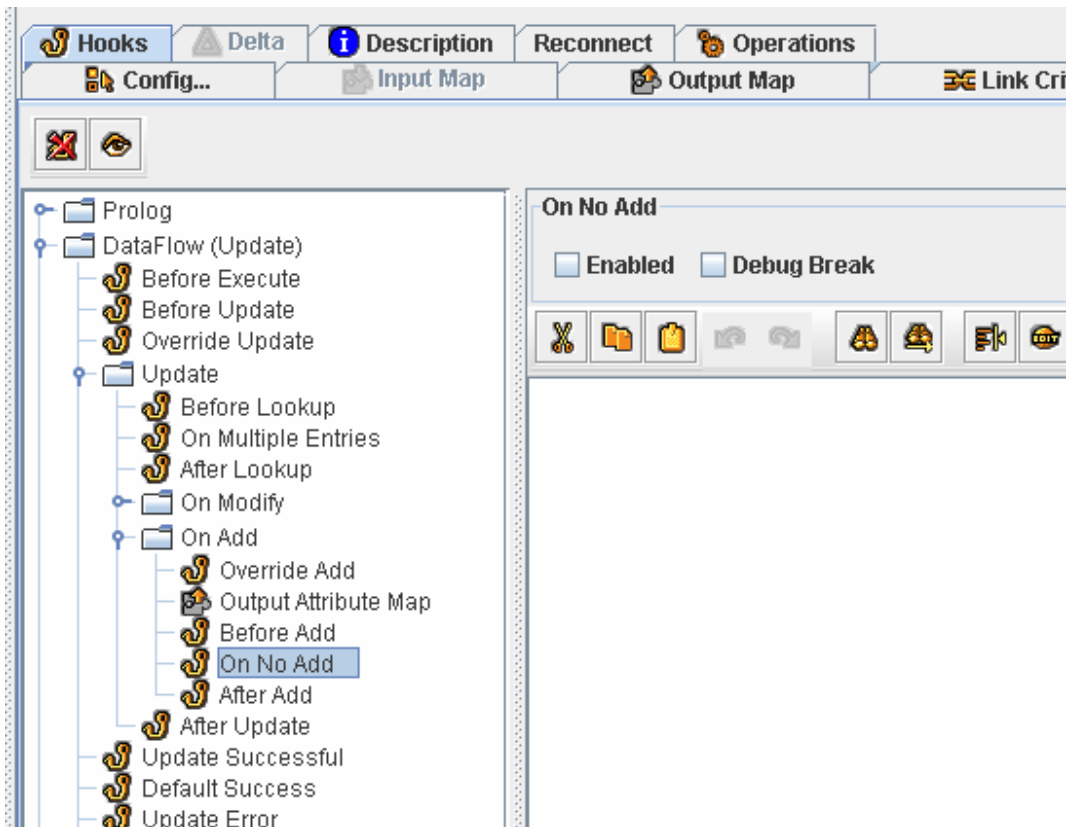 Hooks Delta Description Reconnect Operations
Config... Input Map Output Map Link Cri
Prolog
DataFlow (Update)
Before Execute
Before Update
Override Update
Update
Before Lookup
On Multiple Entries
After Lookup
On Modify
On Add
Override Add
Output Attribute Map
Before Add
On No Add
After Add
After Update
Update Successful
Default Success
Update Error
On No Add
Enabled Debug Break